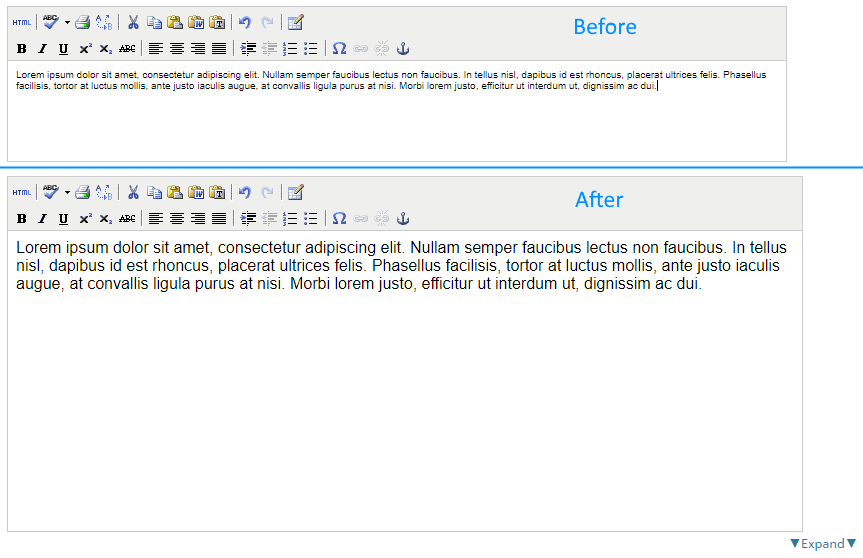 HTML ABC A B W T
Before
B I U x² X₂ ABC Ω
Lorem ipsum dolor sit amet, consectetur adipiscing elit. Nullam semper faucibus lectus non faucibus. In tellus nisl, dapibus id est rhoncus, placerat ultrices felis. Phasellus
facilisis, tortor at luctus mollis, ante justo iaculis augue, at convallis ligula purus at nisi. Morbi lorem justo, efficitur ut interdum ut, dignissim ac dui.
HTML ABC A B W T
After
B I U x² X₂ ABC Ω
Lorem ipsum dolor sit amet, consectetur adipiscing elit. Nullam semper faucibus lectus non faucibus. In tellus
nisl, dapibus id est rhoncus, placerat ultrices felis. Phasellus facilisis, tortor at luctus mollis, ante justo iaculis
augue, at convallis ligula purus at nisi. Morbi lorem justo, efficitur ut interdum ut, dignissim ac dui.
▼Expand▼